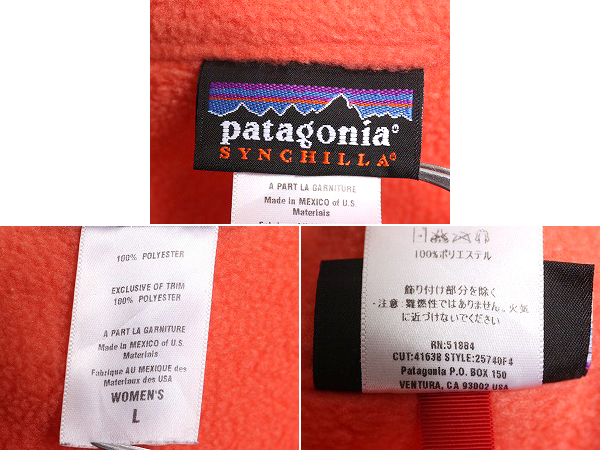 patagonia®
SYNCHILLA®
A PART LA GARNITURE
Made in MEXICO of U.S.
Materials
100% POLYESTER
EXCLUSIVE OF TRIM
100% POLYESTER
A PART LA GARNITURE
Made in MEXICO of U.S.
Materials
Fabrique AU MEXIQUE des
Materiaux des USA
WOMEN'S
L
100%ポリエステル
飾り付け部分を除く
・注意:難燃性ではありません。火気
に近づけないでください
RN:51884
CUT:4163B STYLE:25740F4
Patagonia P.O. BOX 150
VENTURA, CA 93002 USA